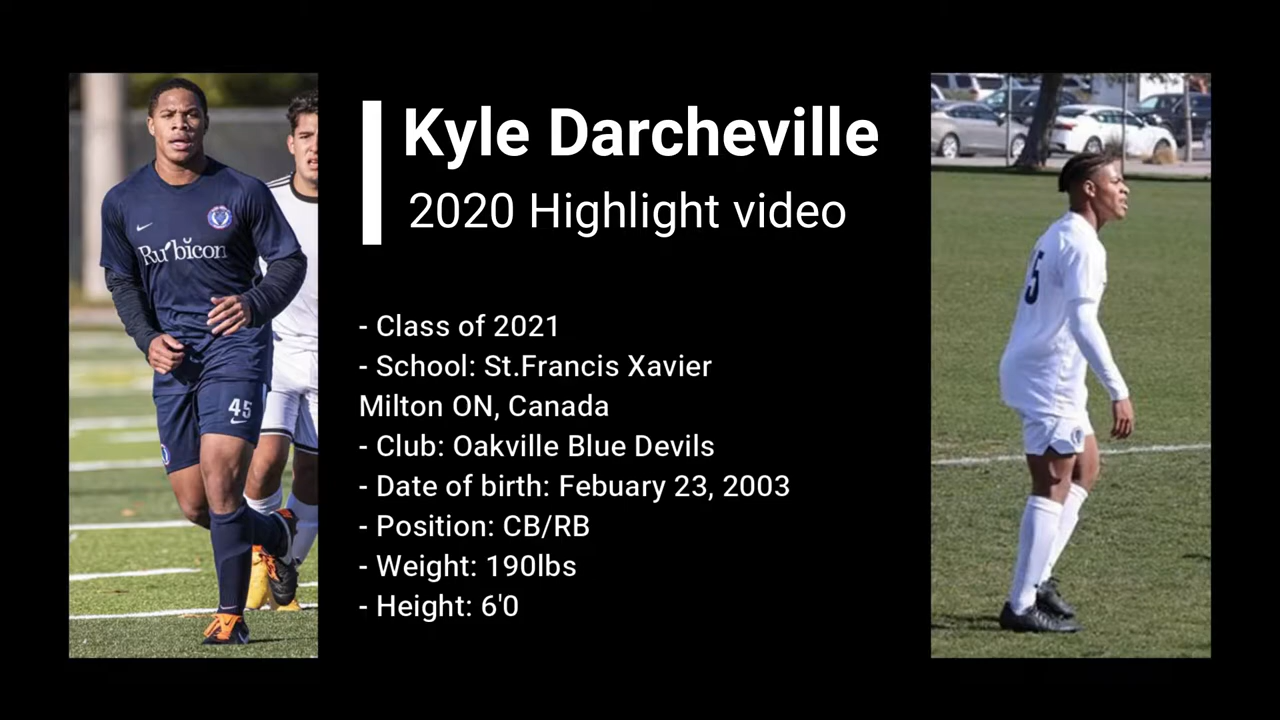 Kyle Darcheville
2020 Highlight video
- Class of 2021
- School: St.Francis Xavier
Milton ON, Canada
- Club: Oakville Blue Devils
- Date of birth: Febuary 23, 2003
- Position: CB/RB
- Weight: 190lbs
- Height: 6'0
Rubicon
45
5